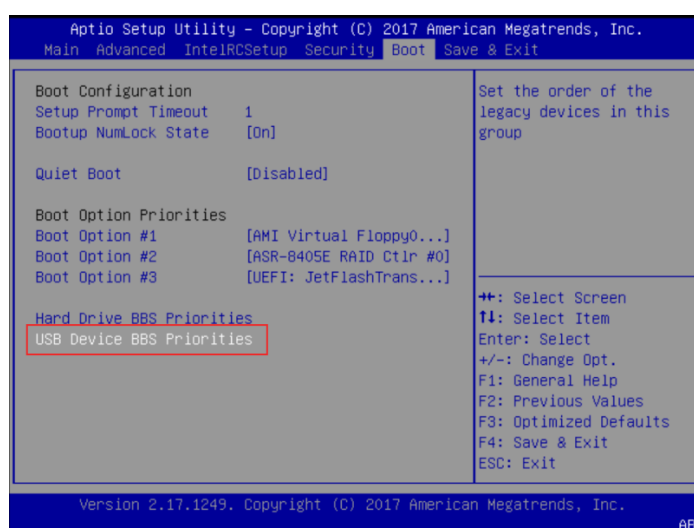 Aptio Setup Utility – Copyright (C) 2017 American Megatrends, Inc.
Main Advanced IntelRCSetup Security Boot Save & Exit
Boot Configuration
Setup Prompt Timeout 1
Bootup NumLock State [On]
Quiet Boot [Disabled]
Boot Option Priorities
Boot Option #1 [AMI Virtual Floppy0...]
Boot Option #2 [ASR-8405E RAID Ctlr #0]
Boot Option #3 [UEFI: JetFlashTrans...]
Hard Drive BBS Priorities
USB Device BBS Priorities
Set the order of the
legacy devices in this
group
→←: Select Screen
↑↓: Select Item
Enter: Select
+/-: Change Opt.
F1: General Help
F2: Previous Values
F3: Optimized Defaults
F4: Save & Exit
ESC: Exit
Version 2.17.1249. Copyright (C) 2017 American Megatrends, Inc.